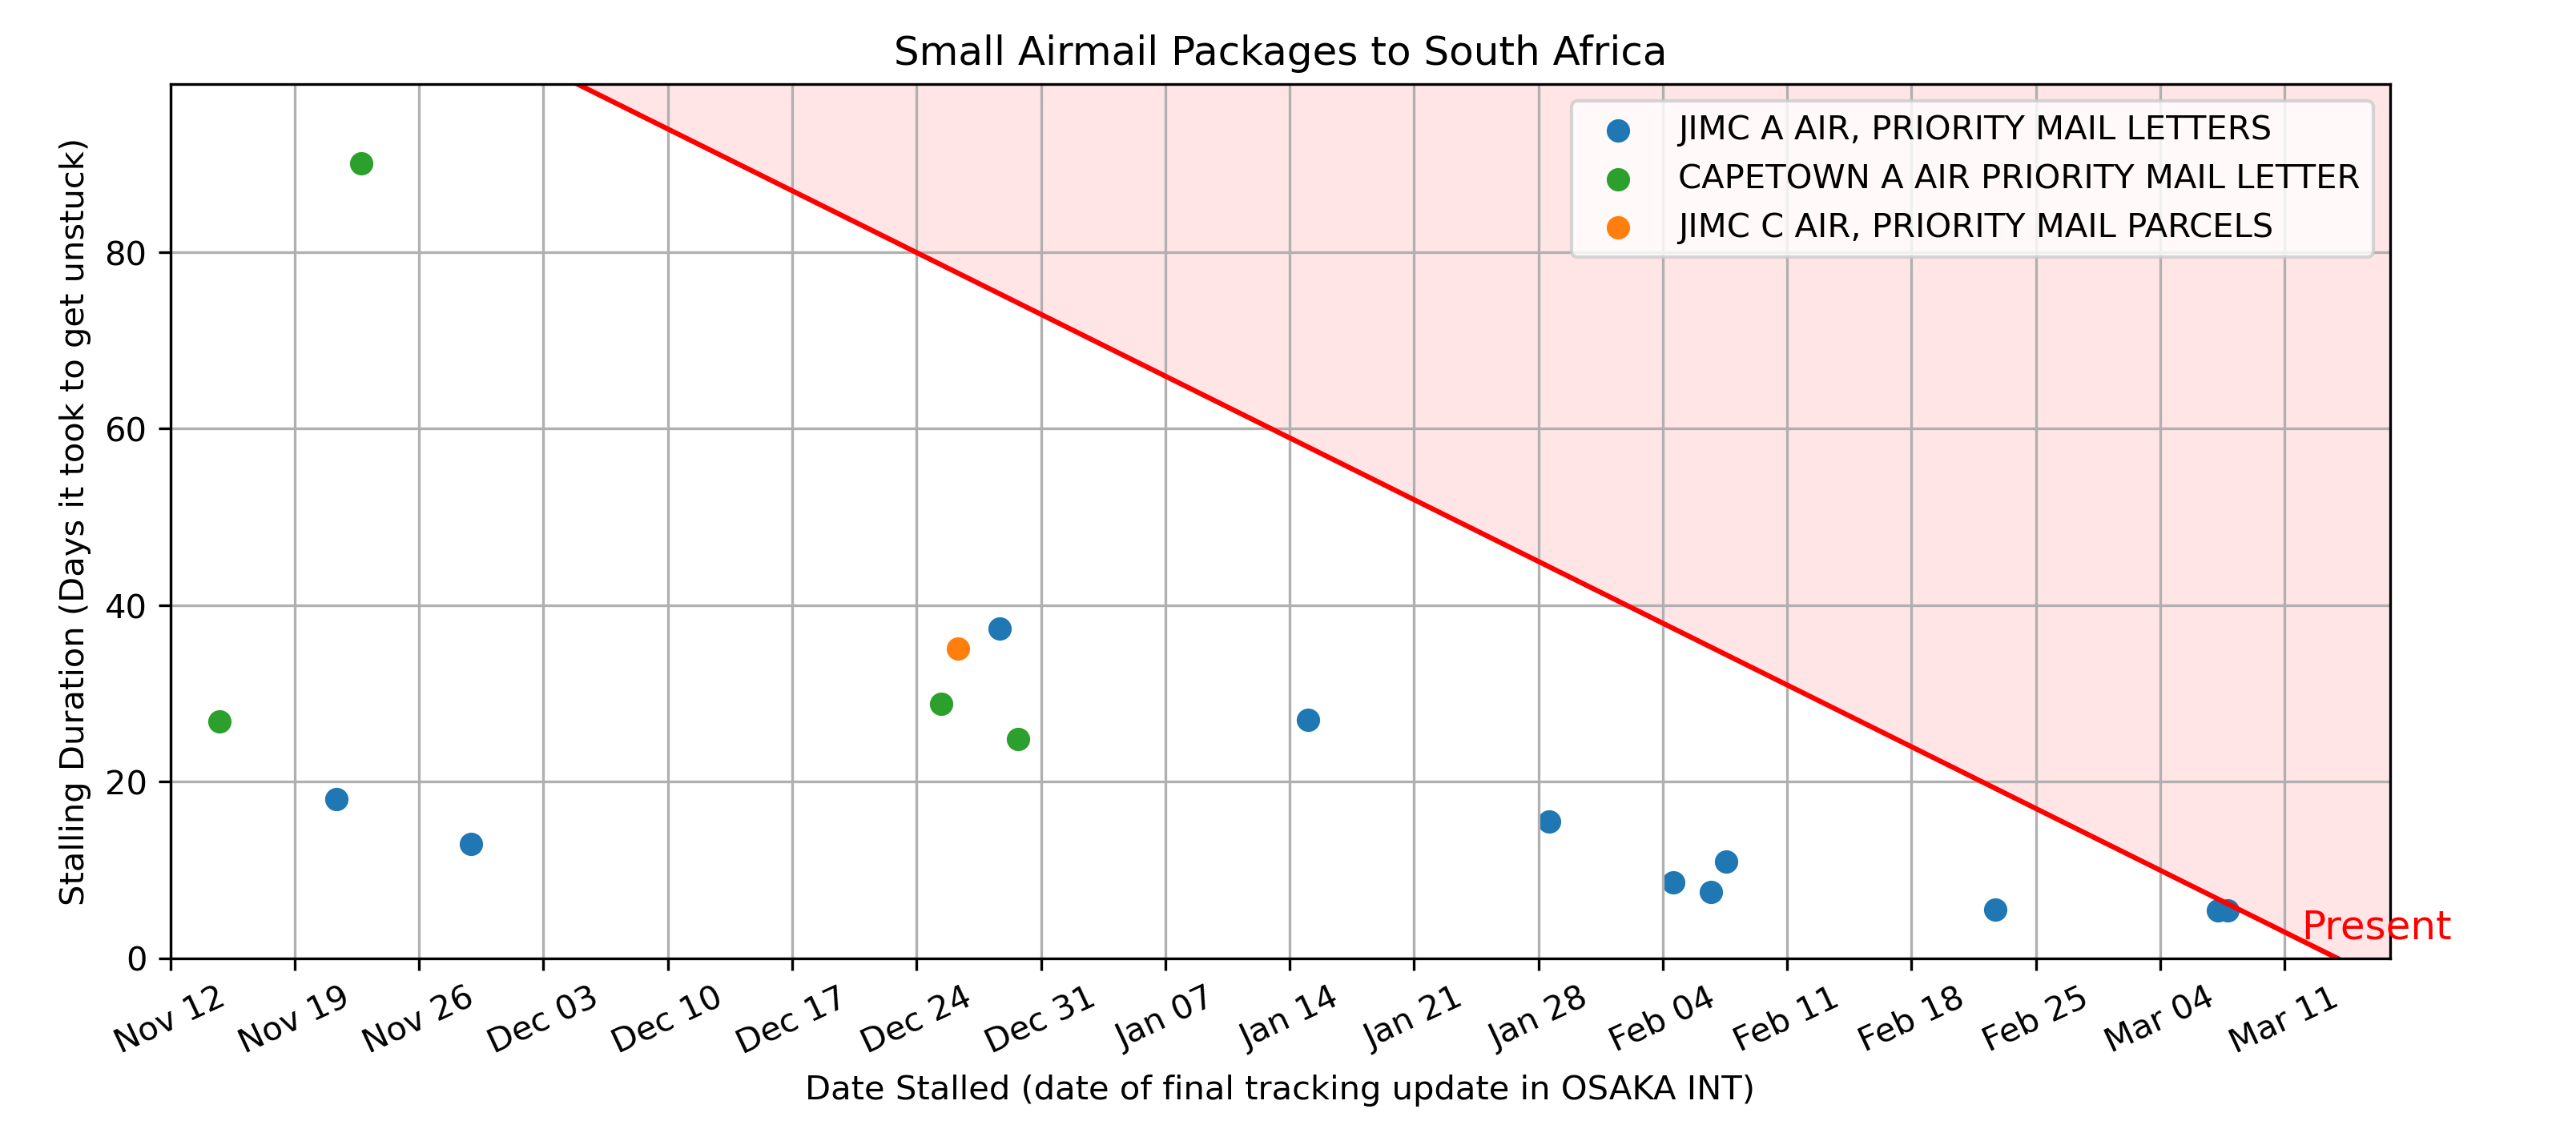 Small Airmail Packages to South Africa
JIMC A AIR, PRIORITY MAIL LETTERS
CAPETOWN A AIR PRIORITY MAIL LETTER
JIMC C AIR, PRIORITY MAIL PARCELS
Stalling Duration (Days it took to get unstuck)
80
60
40
20
0
Present
Nov 12
Nov 19
Nov 26
Dec 03
Dec 10
Dec 17
Dec 24
Dec 31
Jan 07
Jan 14
Jan 21
Jan 28
Feb 04
Feb 11
Feb 18
Feb 25
Mar 04
Mar 11
Date Stalled (date of final tracking update in OSAKA INT)